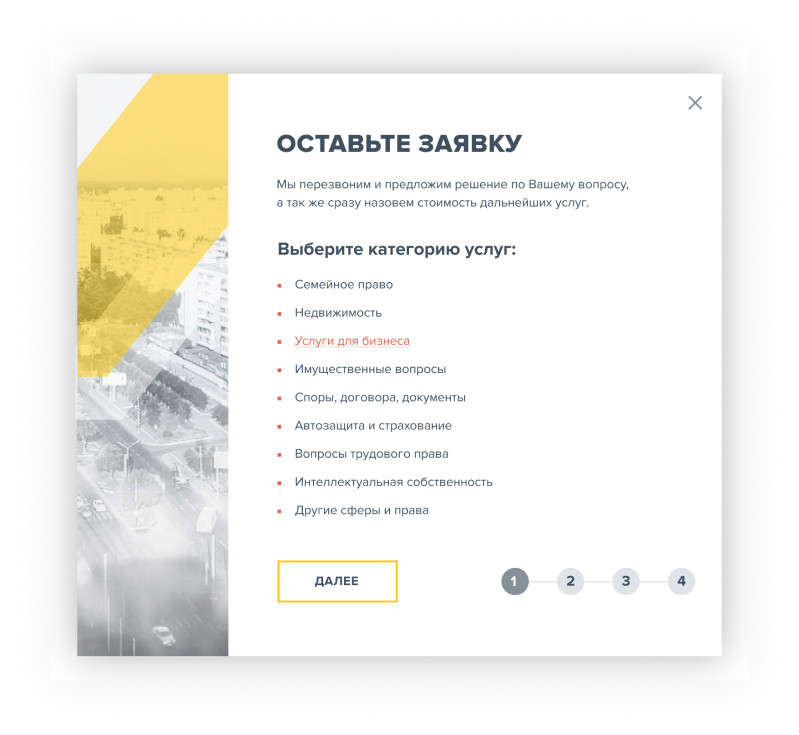 ОСТАВЬТЕ ЗАЯВКУ
Мы перезвоним и предложим решение по Вашему вопросу,
а так же сразу назовем стоимость дальнейших услуг.
Выберите категорию услуг:
Семейное право
Недвижимость
Услуги для бизнеса
Имущественные вопросы
Споры, договора, документы
Автозащита и страхование
Вопросы трудового права
Интеллектуальная собственность
Другие сферы и права
ДАЛЕЕ
1 2 3 4